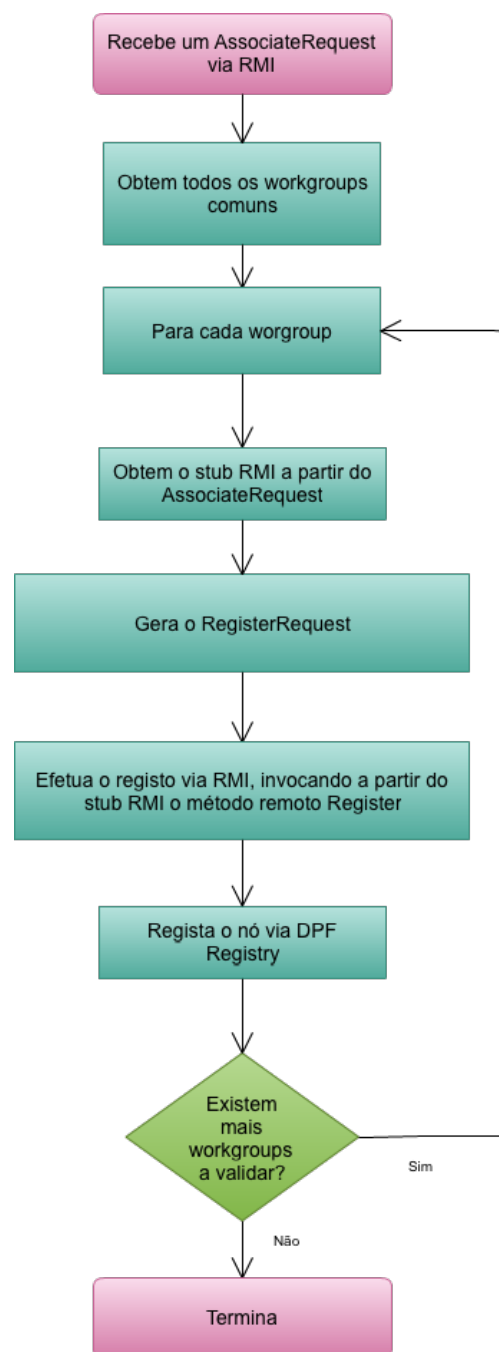 Recebe um AssociateRequest
via RMI
Obtem todos os workgroups
comuns
Para cada worgroup
Obtem o stub RMI a partir do
AssociateRequest
Gera o RegisterRequest
Efetua o registo via RMI, invocando a partir do
stub RMI o método remoto Register
Regista o nó via DPF
Registry
Existem
mais
workgroups
a validar?
Sim
Não
Termina